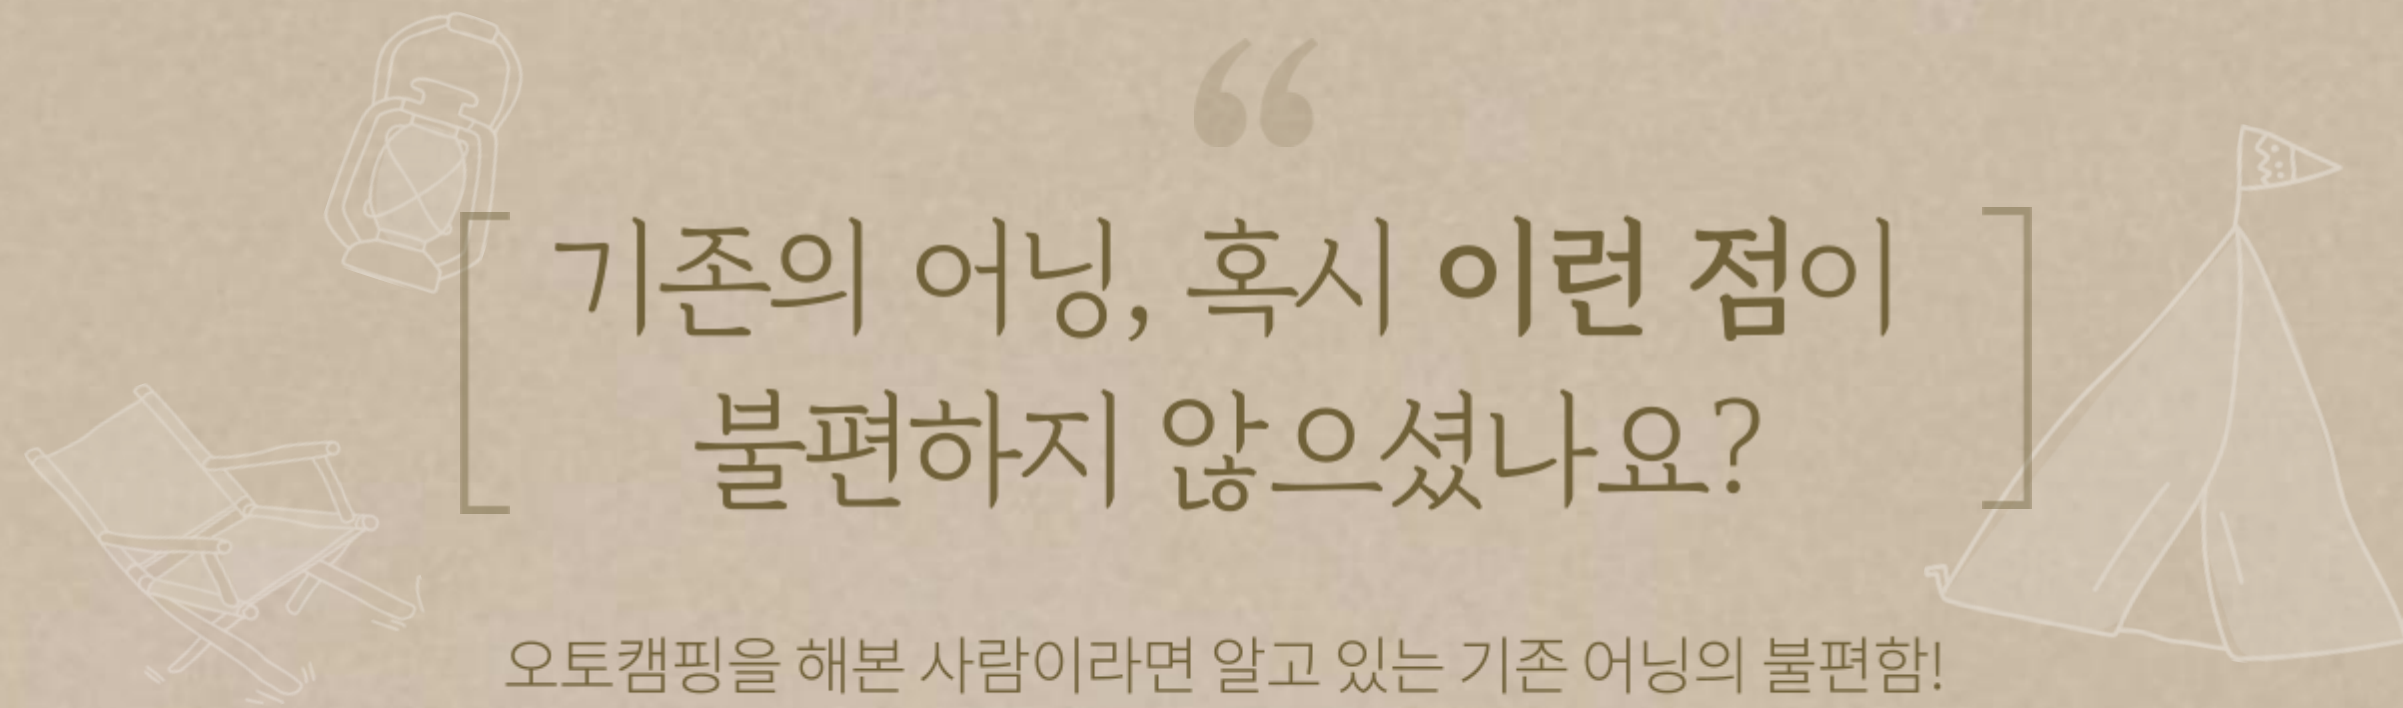 “
기존의 어닝, 혹시 이런 점이
불편하지 않으셨나요?
오토캠핑을 해본 사람이라면 알고 있는 기존 어닝의 불편함!